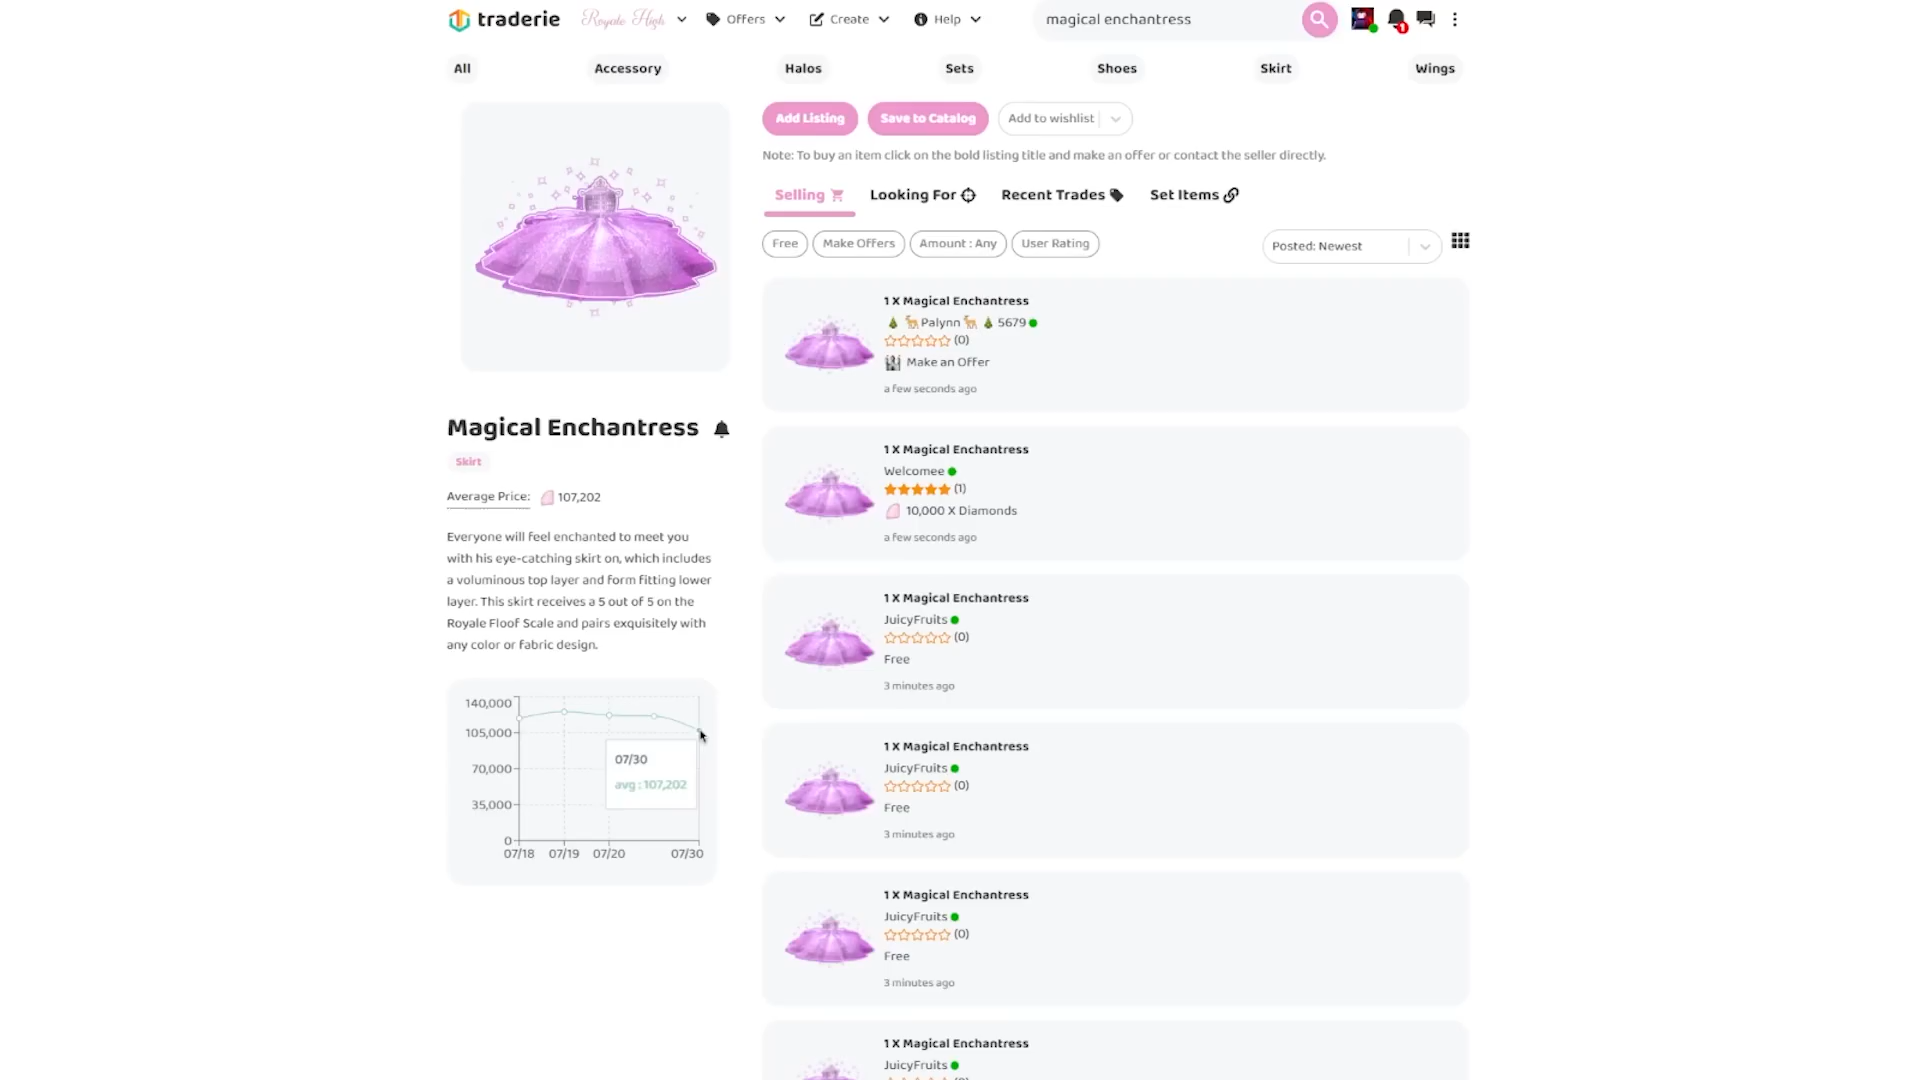 traderie
Royale High
Offers
Create
Help
magical enchantress
1
All
Accessory
Halos
Sets
Shoes
Skirt
Wings
Add Listing
Save to Catalog
Add to wishlist
Note: To buy an item click on the bold listing title and make an offer or contact the seller directly.
Selling
Looking For
Recent Trades
Set Items
Free
Make Offers
Amount : Any
User Rating
Posted: Newest
Magical Enchantress
Skirt
Average Price: 107,202
Everyone will feel enchanted to meet you
with his eye-catching skirt on, which includes
a voluminous top layer and form fitting lower
layer. This skirt receives a 5 out of 5 on the
Royale Floof Scale and pairs exquisitely with
any color or fabric design.
140,000
105,000
70,000
35,000
0
07/18
07/19
07/20
07/30
07/30
avg : 107,202
1 X Magical Enchantress
🎄 🦌 Palynn 🦌 🎄 5679
(0)
Make an Offer
a few seconds ago
1 X Magical Enchantress
Welcomee
(1)
10,000 X Diamonds
a few seconds ago
1 X Magical Enchantress
JuicyFruits
(0)
Free
3 minutes ago
1 X Magical Enchantress
JuicyFruits
(0)
Free
3 minutes ago
1 X Magical Enchantress
JuicyFruits
(0)
Free
3 minutes ago
1 X Magical Enchantress
JuicyFruits